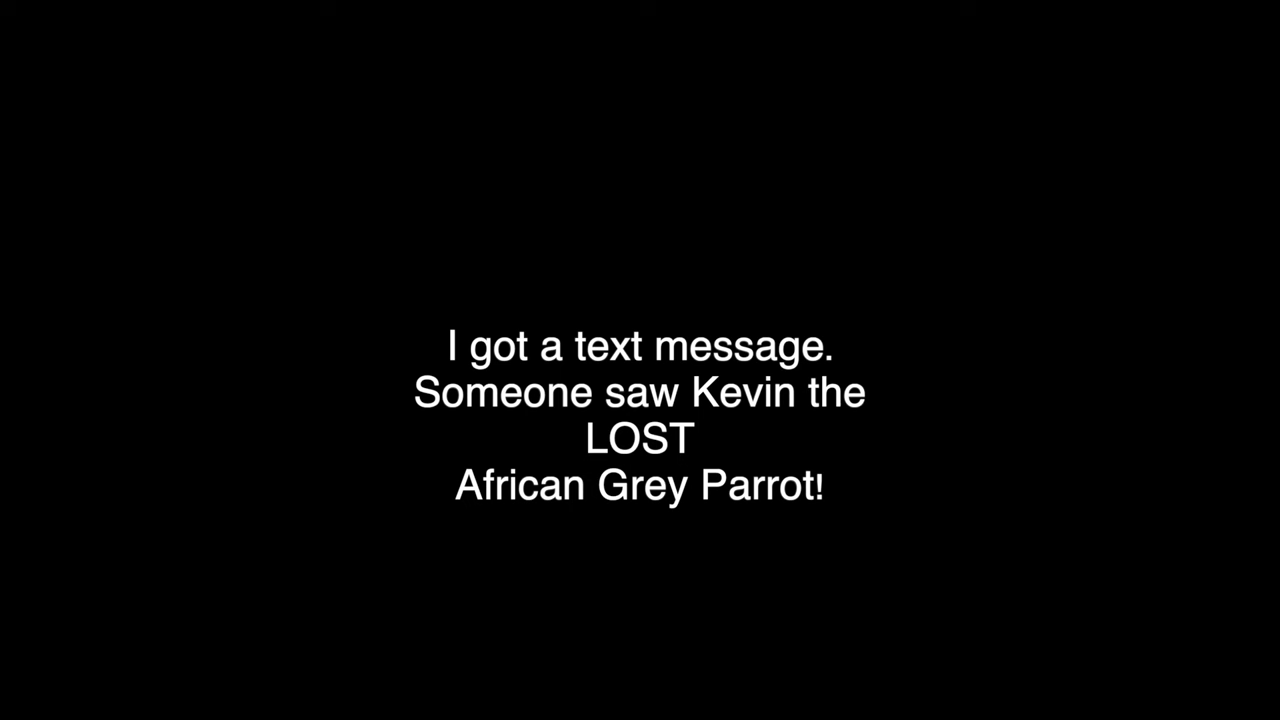 I got a text message.
Someone saw Kevin the
LOST
African Grey Parrot!